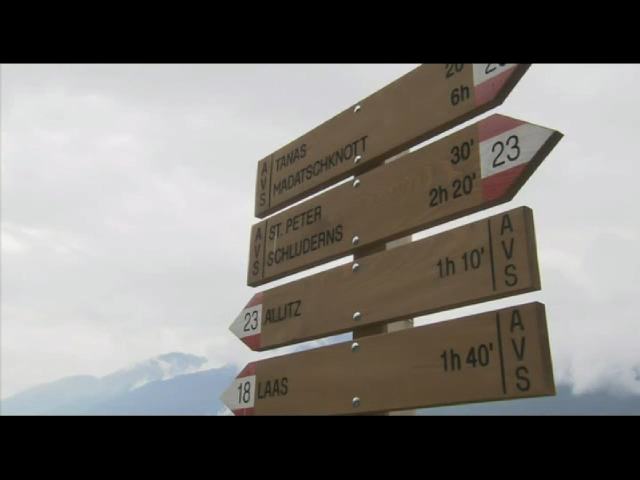 AVS TANAS 20'
MADATSCHKNOTT 6h
AVS ST. PETER 30' 23
SCHLUDERNS 2h 20'
23 ALLITZ 1h 10' AVS
18 LAAS 1h 40' AVS